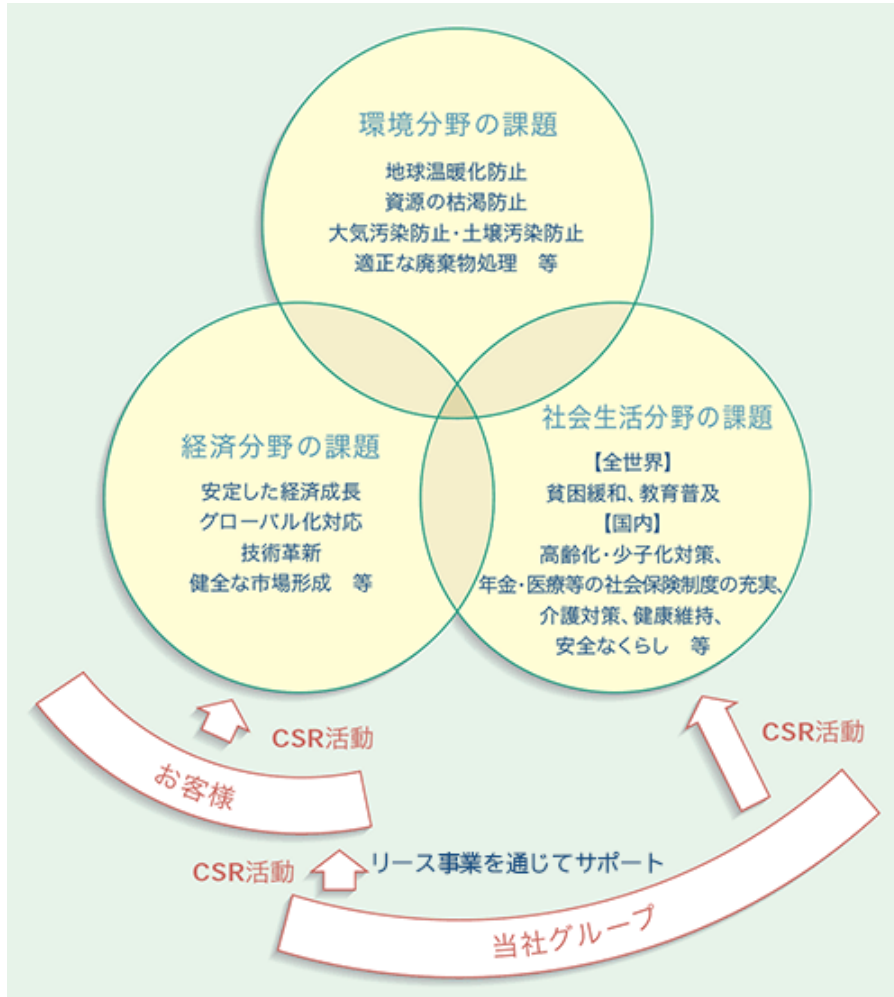 環境分野の課題
地球温暖化防止
資源の枯渇防止
大気汚染防止・土壌汚染防止
適正な廃棄物処理　等
経済分野の課題
安定した経済成長
グローバル化対応
技術革新
健全な市場形成　等
社会生活分野の課題
【全世界】
貧困緩和、教育普及
【国内】
高齢化・少子化対策、
年金・医療等の社会保険制度の充実、
介護対策、健康維持、
安全なくらし　等
CSR活動
CSR活動
お客様
CSR活動
リース事業を通じてサポート
当社グループ